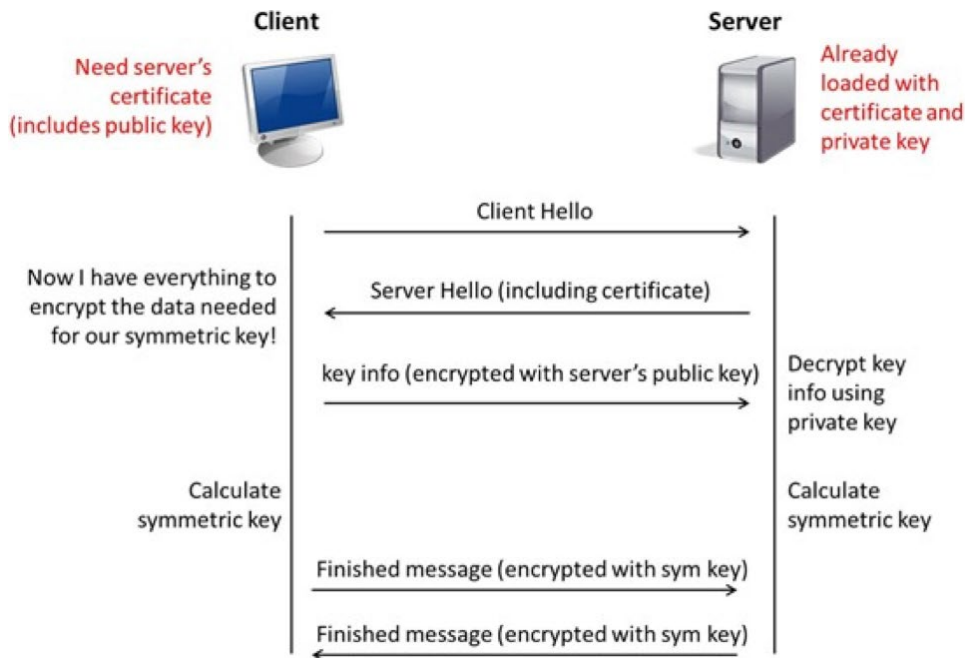 Client
Server
Need server's
certificate
(includes public key)
Already
loaded with
certificate and
private key
Client Hello
Now I have everything to
encrypt the data needed
for our symmetric key!
Server Hello (including certificate)
key info (encrypted with server's public key)
Decrypt key
info using
private key
Calculate
symmetric key
Calculate
symmetric key
Finished message (encrypted with sym key)
Finished message (encrypted with sym key)